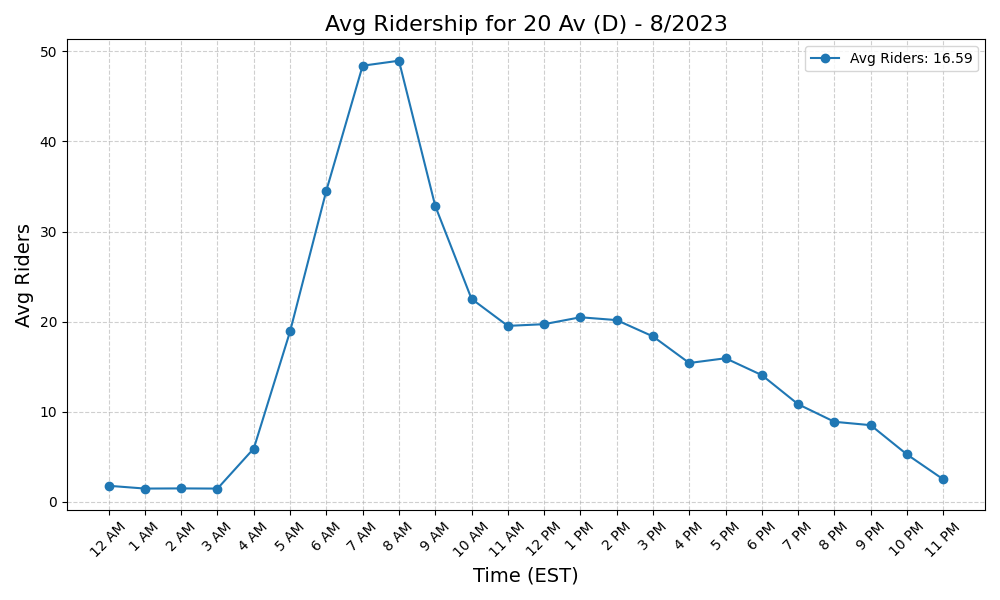 Avg Ridership for 20 Av (D) - 8/2023
Avg Riders: 16.59
Avg Riders
50
40
30
20
10
0
12 AM
1 AM
2 AM
3 AM
4 AM
5 AM
6 AM
7 AM
8 AM
9 AM
10 AM
11 AM
12 PM
1 PM
2 PM
3 PM
4 PM
5 PM
6 PM
7 PM
8 PM
9 PM
10 PM
11 PM
Time (EST)